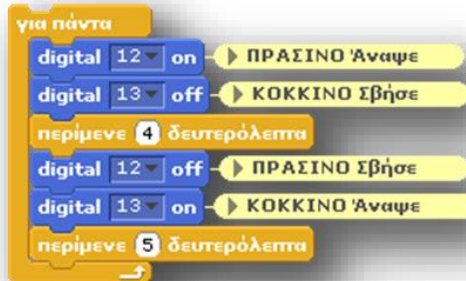 για πάντα
digital 12 on ΠΡΑΣΙΝΟ Άναψε
digital 13 off ΚΟΚΚΙΝΟ Σβήσε
περίμενε 4 δευτερόλεπτα
digital 12 off ΠΡΑΣΙΝΟ Σβήσε
digital 13 on ΚΟΚΚΙΝΟ Άναψε
περίμενε 5 δευτερόλεπτα